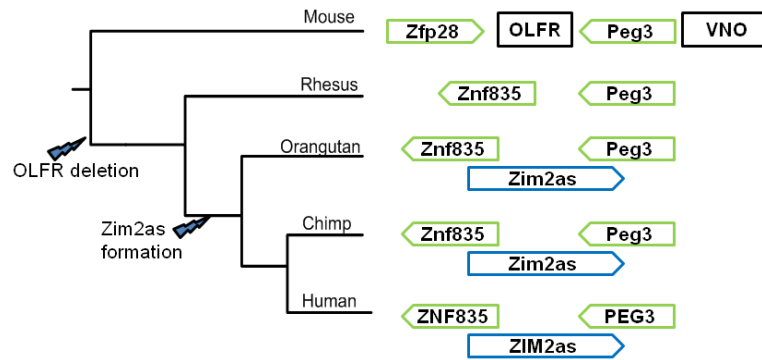 Mouse
Zfp28 OLFR Peg3 VNO
Rhesus
Znf835 Peg3
OLFR deletion
Orangutan
Znf835 Peg3
Zim2as
Zim2as
formation
Chimp
Znf835 Peg3
Zim2as
Human
ZNF835 PEG3
ZIM2as